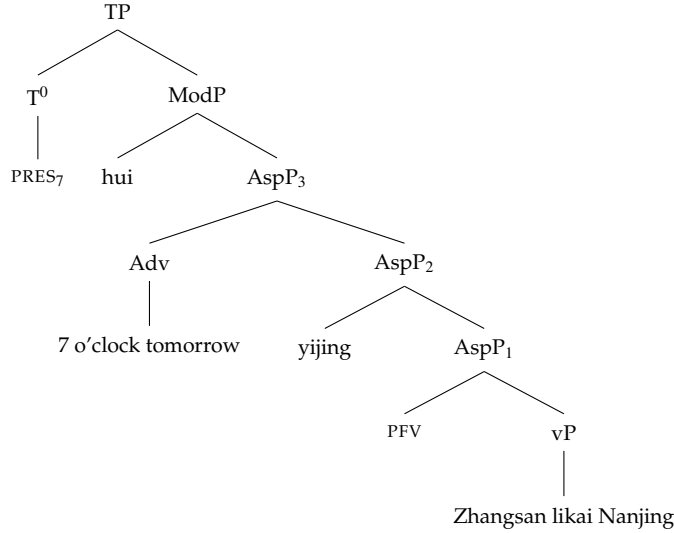 TP
T⁰ ModP
PRES₇ hui AspP₃
Adv AspP₂
7 o'clock tomorrow yijing AspP₁
PFV vP
Zhangsan likai Nanjing